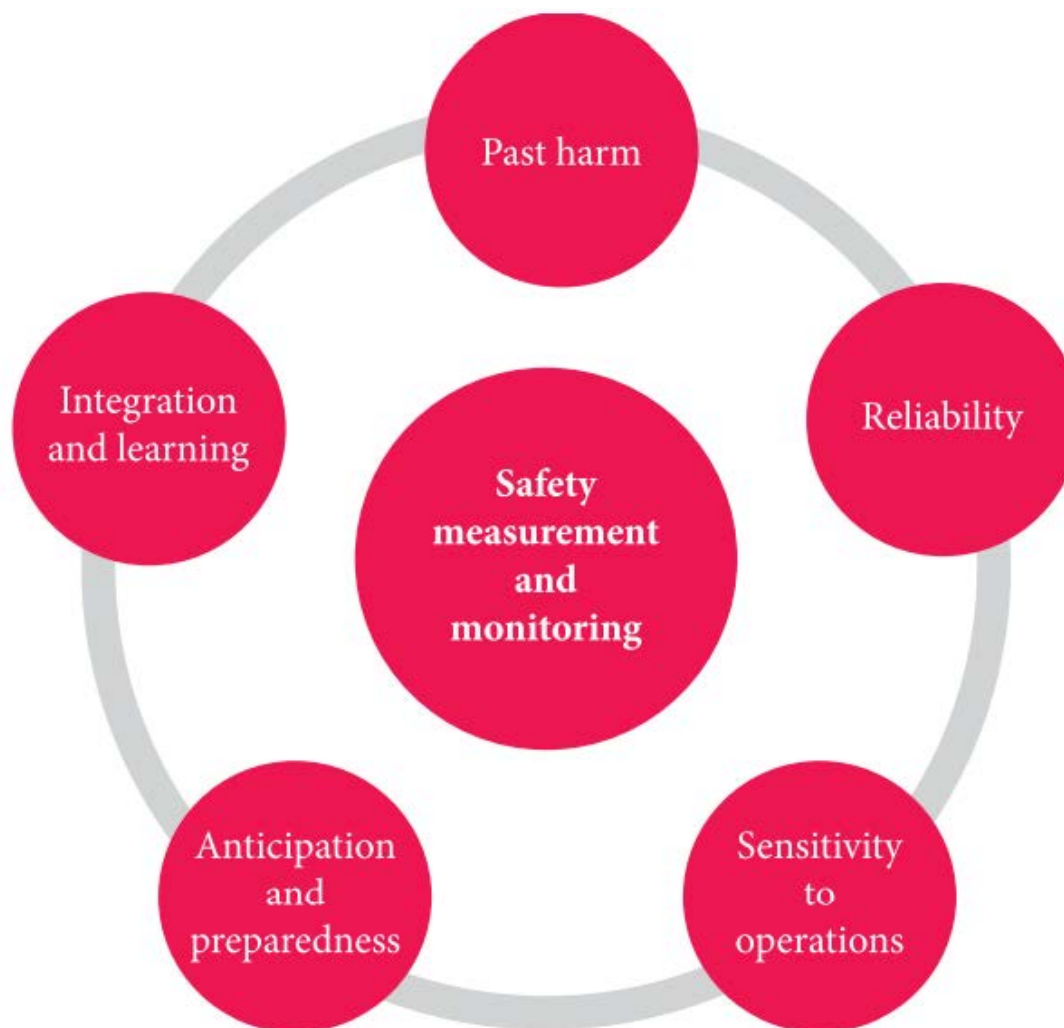 Past harm
Reliability
Sensitivity
to
operations
Anticipation
and
preparedness
Integration
and learning
Safety
measurement
and
monitoring